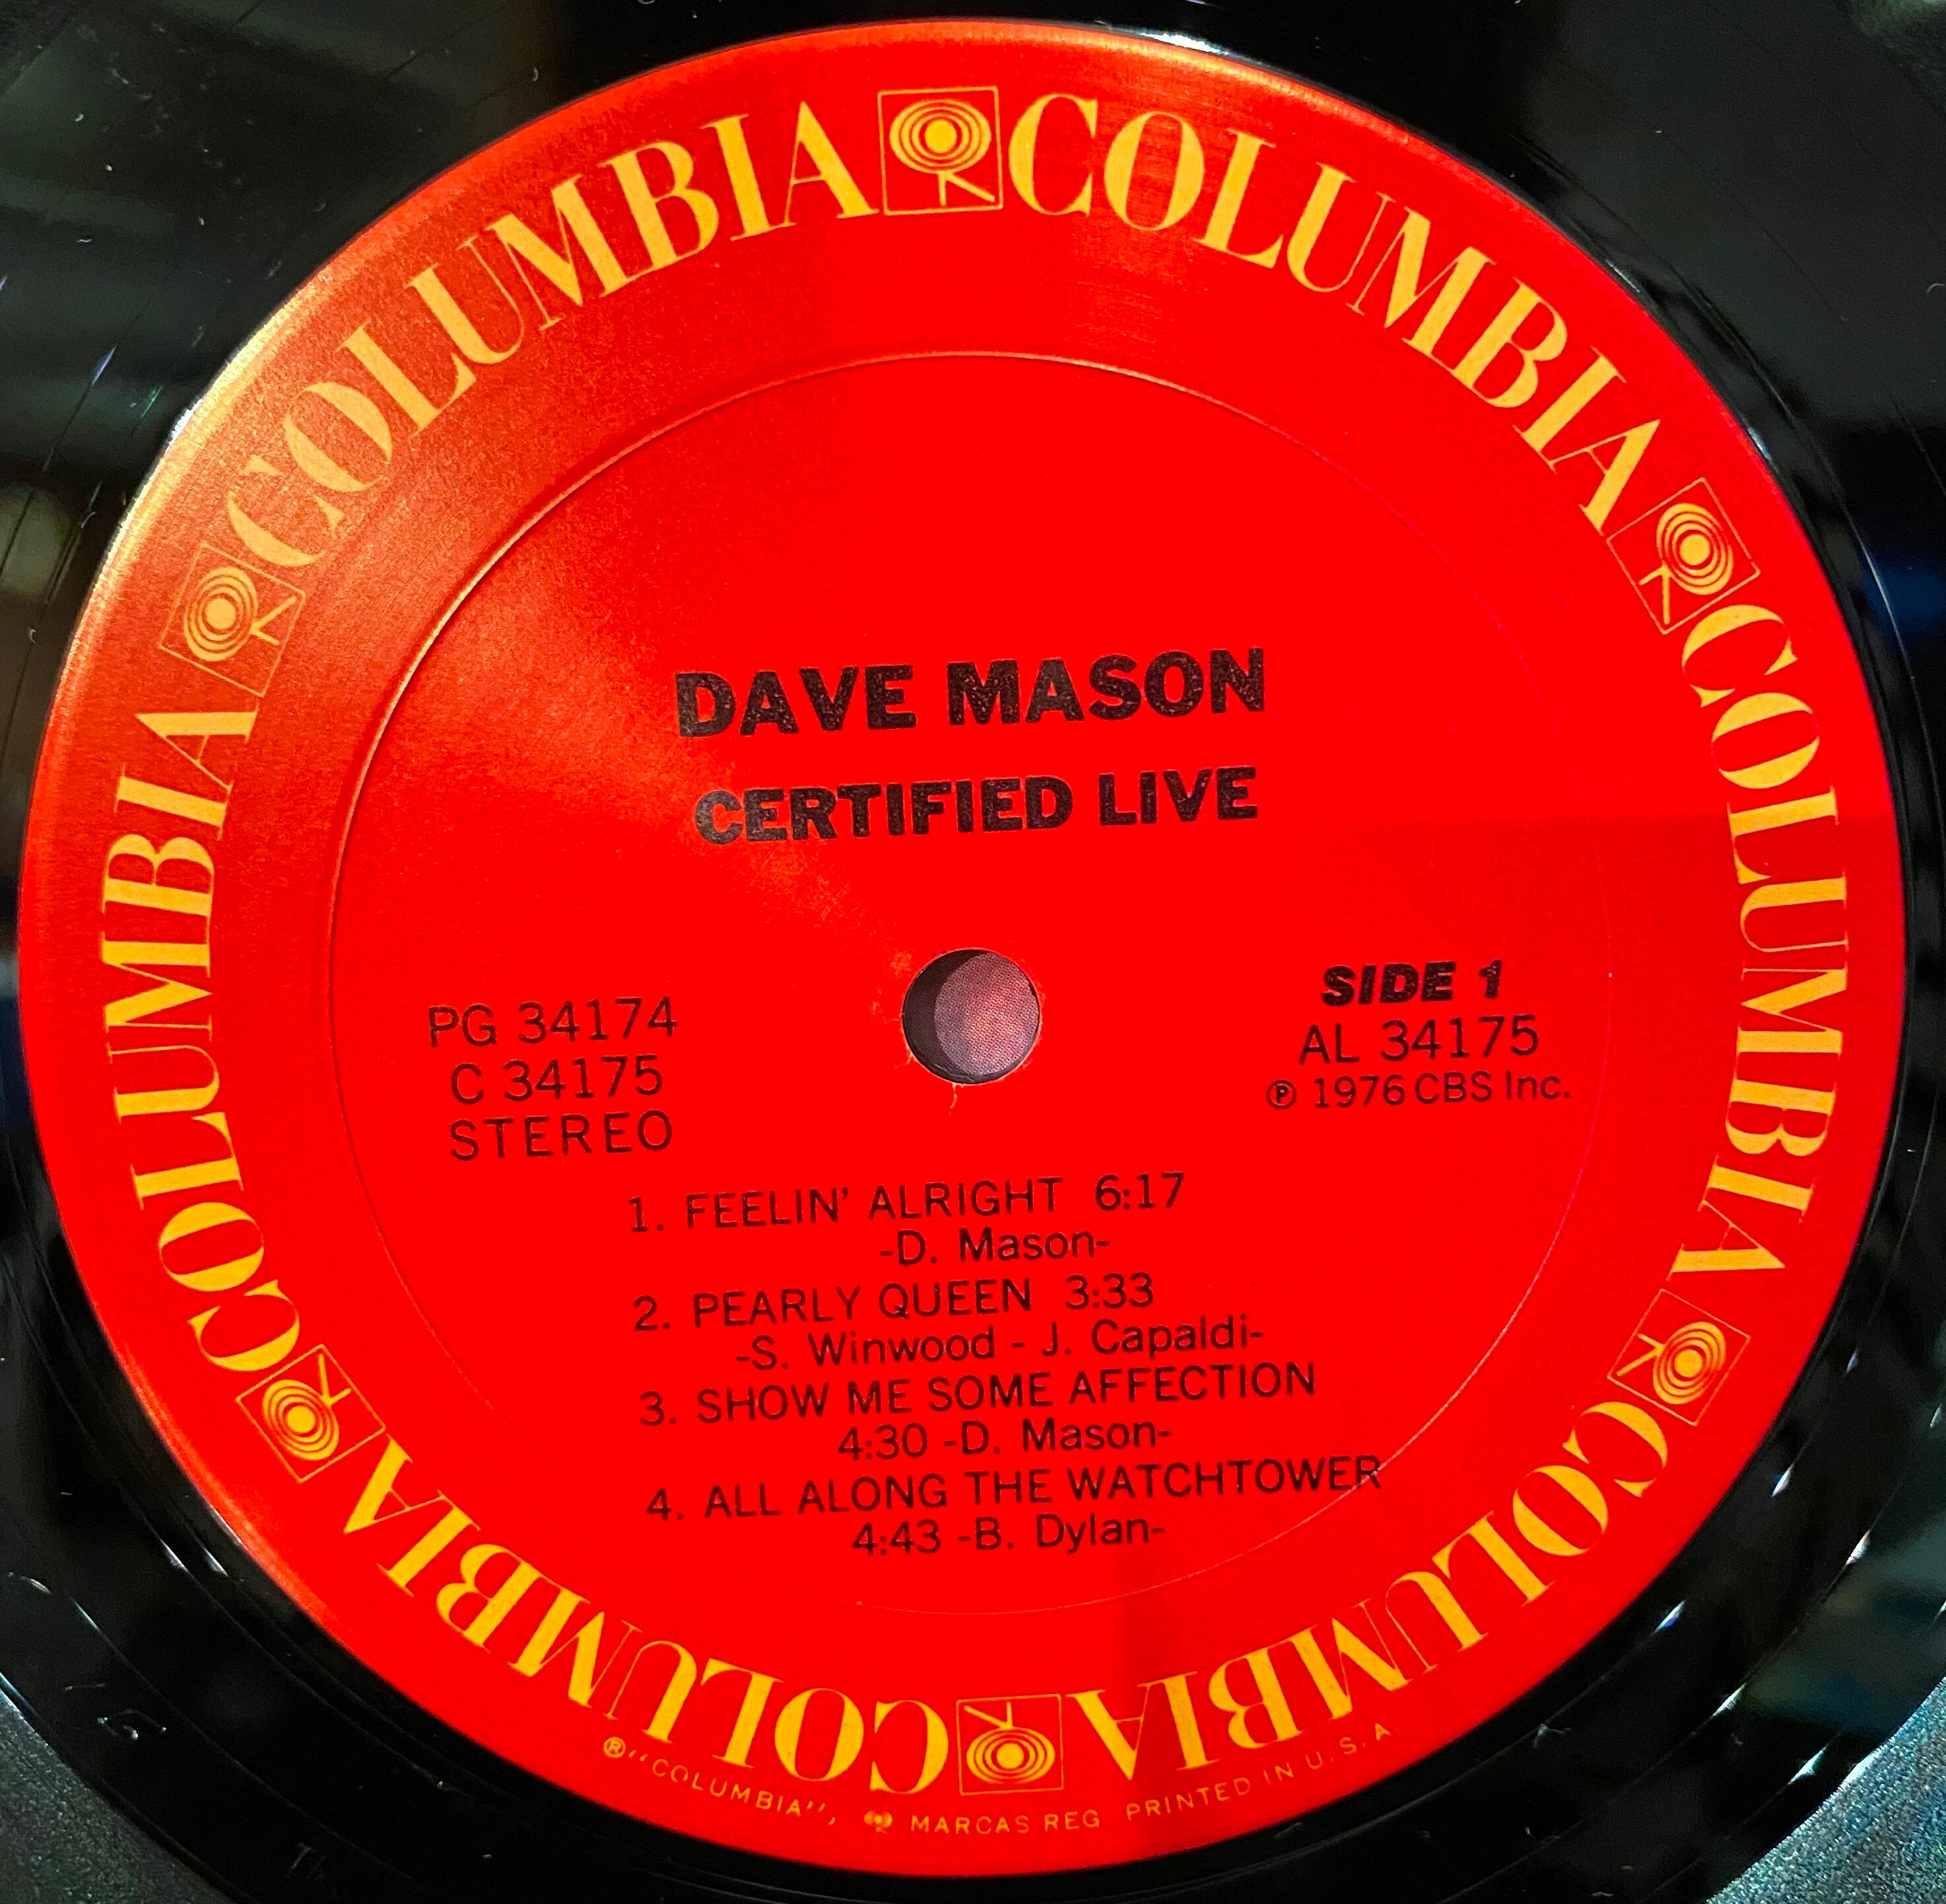 COLUMBIA COLUMBIA COLUMBIA COLUMBIA COLUMBIA COLUMBIA
DAVE MASON
CERTIFIED LIVE
PG 34174
C 34175
STEREO
SIDE 1
AL 34175
℗ 1976 CBS Inc.
1. FEELIN' ALRIGHT 6:17
-D. Mason-
2. PEARLY QUEEN 3:33
-S. Winwood - J. Capaldi-
3. SHOW ME SOME AFFECTION
4:30 -D. Mason-
4. ALL ALONG THE WATCHTOWER
4:43 -B. Dylan-
® "COLUMBIA", MARCAS REG PRINTED IN U.S.A